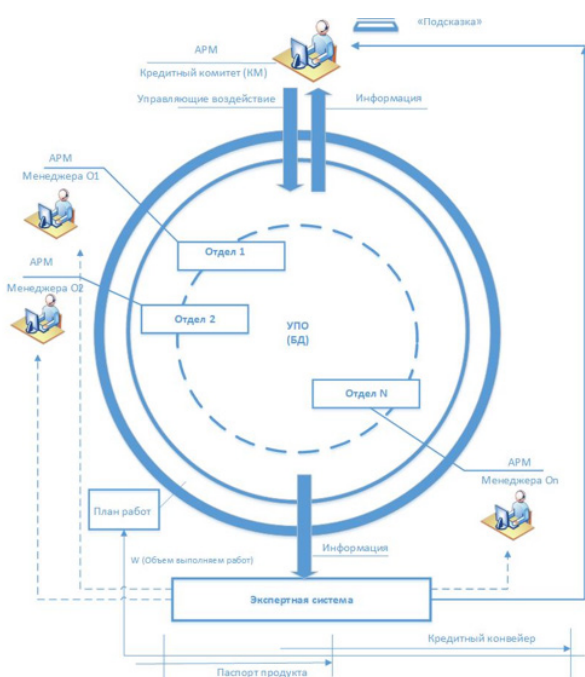 «Подсказка»
АРМ
Кредитный комитет (КМ)
Управляющие воздействие
Информация
АРМ
Менеджера О1
Отдел 1
АРМ
Менеджера О2
Отдел 2
УПО
(БД)
Отдел N
АРМ
Менеджера Оn
План работ
Информация
W (Объем выполняем работ)
Экспертная система
Кредитный конвейер
Паспорт продукта